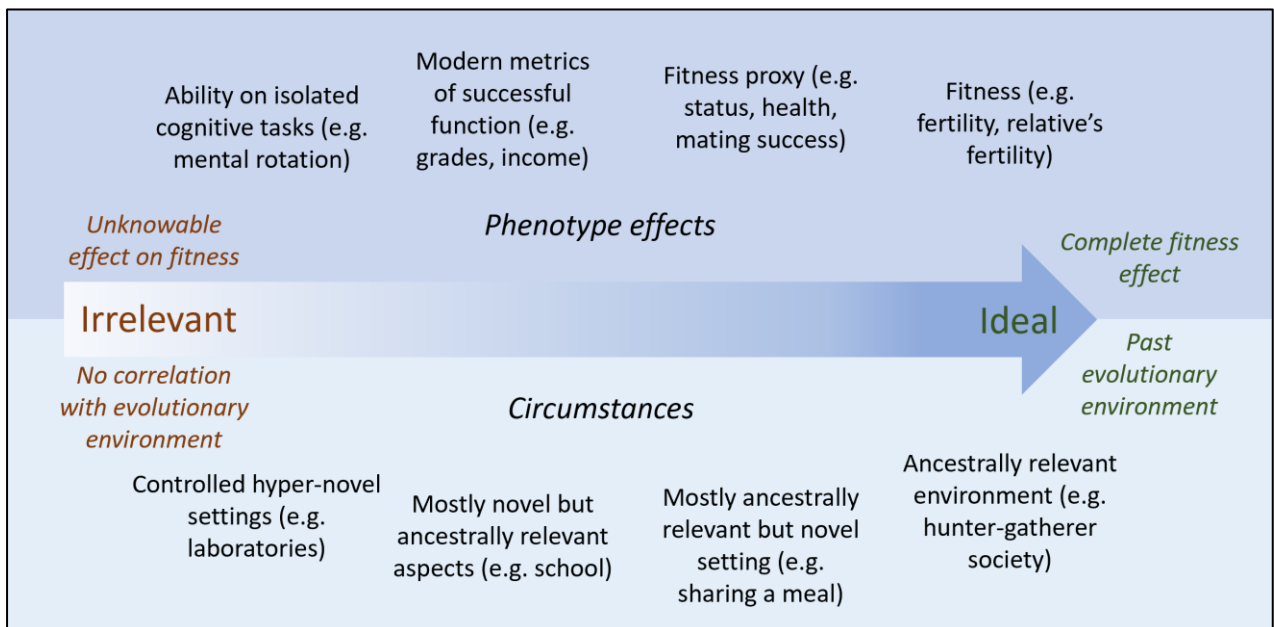 Ability on isolated
cognitive tasks (e.g.
mental rotation)
Modern metrics
of successful
function (e.g.
grades, income)
Fitness proxy (e.g.
status, health,
mating success)
Fitness (e.g.
fertility, relative's
fertility)
Phenotype effects
Unknowable
effect on fitness
Complete fitness
effect
Irrelevant
Ideal
No correlation
with evolutionary
environment
Past
evolutionary
environment
Circumstances
Controlled hyper-novel
settings (e.g.
laboratories)
Mostly novel but
ancestrally relevant
aspects (e.g. school)
Mostly ancestrally
relevant but novel
setting (e.g.
sharing a meal)
Ancestrally relevant
environment (e.g.
hunter-gatherer
society)